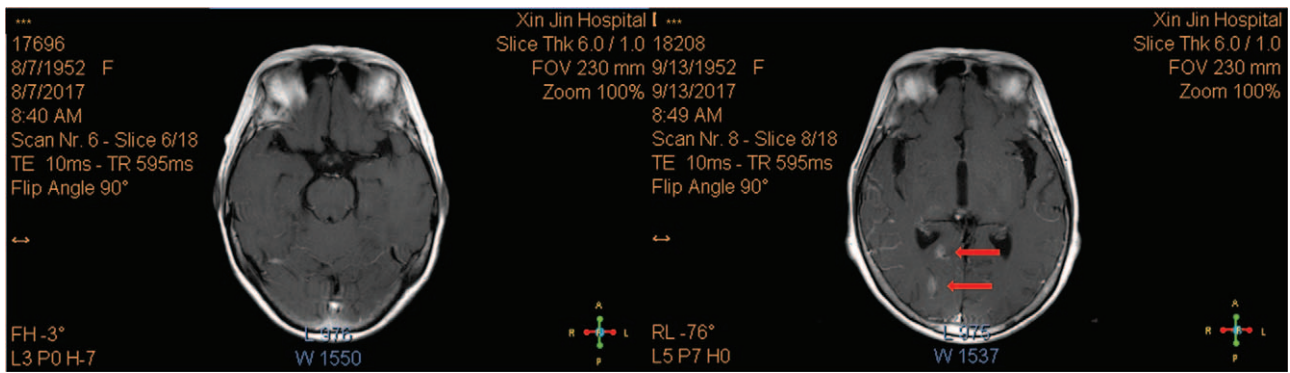 ***
17696
8/7/1952 F
8/7/2017
8:40 AM
Scan Nr. 6 - Slice 6/18
TE 10ms - TR 595ms
Flip Angle 90°
Xin Jin Hospital
Slice Thk 6.0 / 1.0
FOV 230 mm
Zoom 100%
FH -3°
L3 P0 H-7
L 976
W 1550
A
R L
P
***
18208
9/13/1952 F
9/13/2017
8:49 AM
Scan Nr. 8 - Slice 8/18
TE 10ms - TR 595ms
Flip Angle 90°
Xin Jin Hospital
Slice Thk 6.0 / 1.0
FOV 230 mm
Zoom 100%
RL -76°
L5 P7 H0
L 975
W 1537
A
R L
P